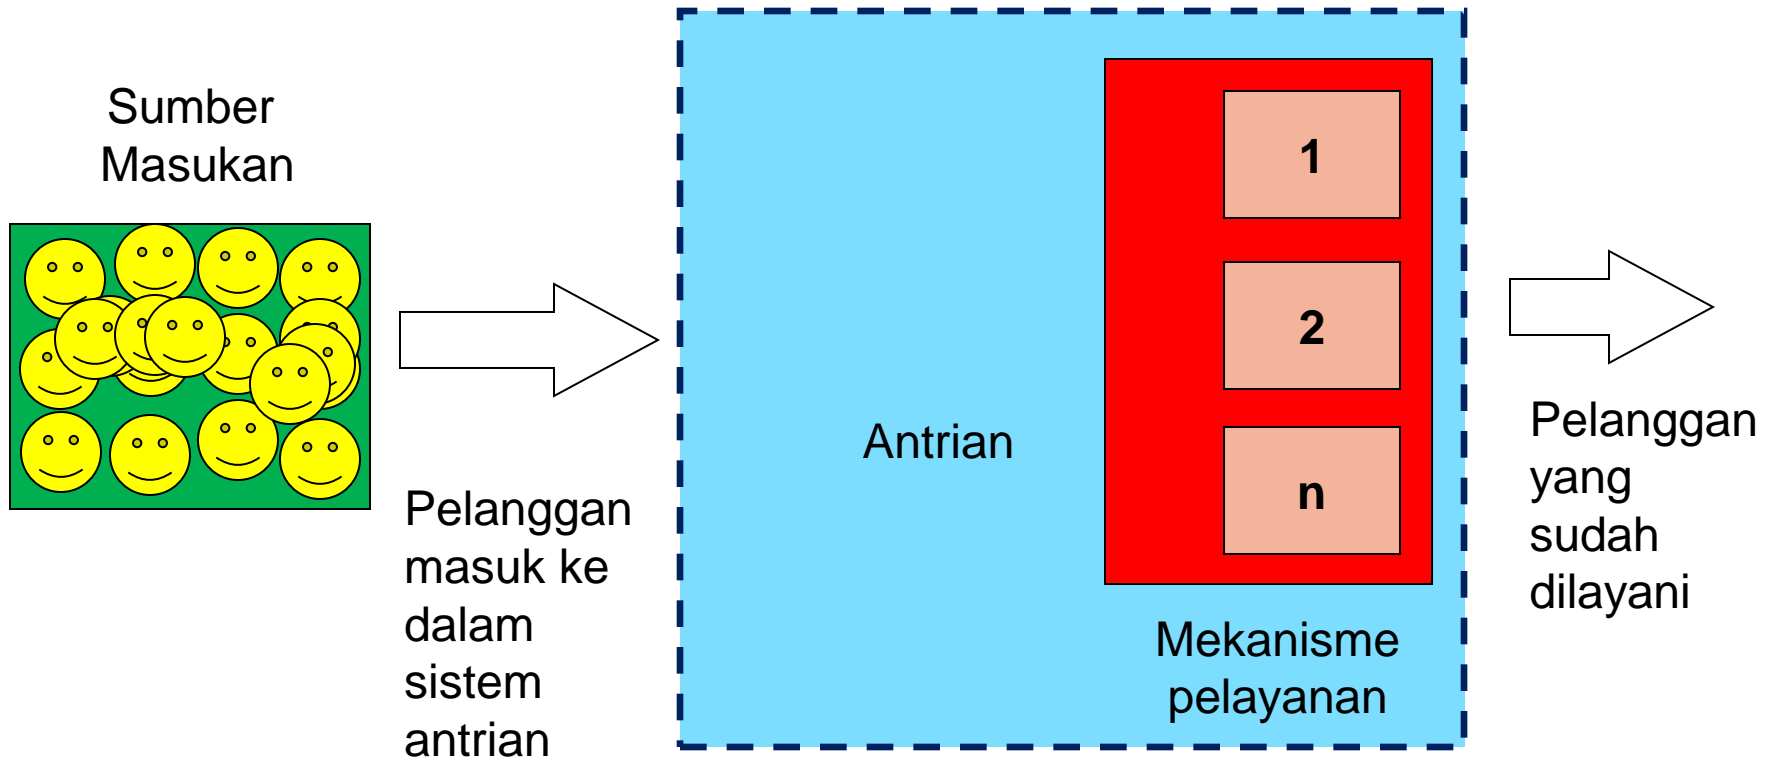 Sumber
Masukan
Pelanggan
masuk ke
dalam
sistem
antrian
Antrian
1
2
n
Mekanisme
pelayanan
Pelanggan
yang
sudah
dilayani